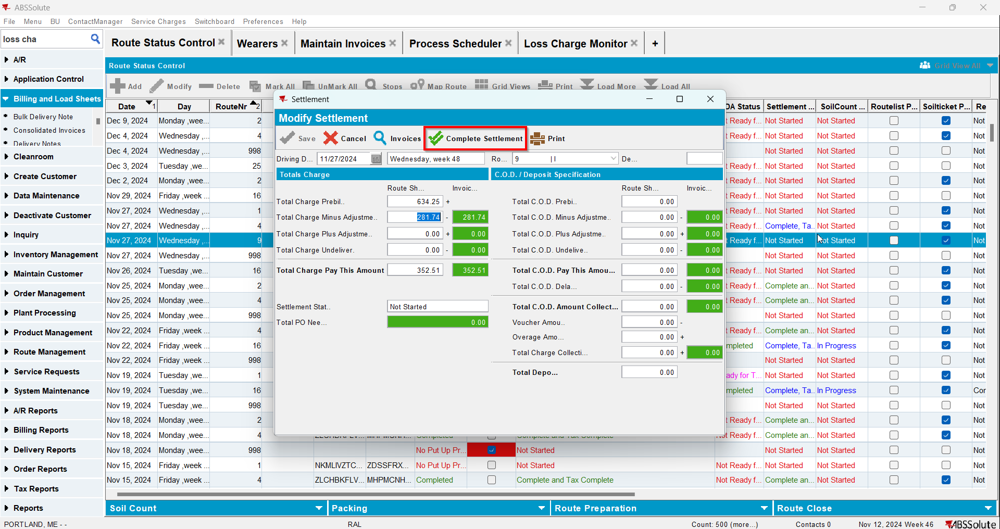 ABSSolute
File Menu BU ContactManager Service Charges Switchboard Preferences Help
loss cha
Route Status Control Wearers Maintain Invoices Process Scheduler Loss Charge Monitor +
A/R
Application Control
Billing and Load Sheets
Bulk Delivery Note
Consolidated Invoices
Delivery Notes
Cleanroom
Create Customer
Data Maintenance
Deactivate Customer
Inquiry
Inventory Management
Maintain Customer
Order Management
Plant Processing
Product Management
Route Management
Service Requests
System Maintenance
A/R Reports
Billing Reports
Delivery Reports
Order Reports
Tax Reports
Reports
Route Status Control Grid View All
Add Modify Delete Mark All UnMark All Stops Map Route Grid Views Print Load More Load All
Date 1 Day RouteNr 2 DA Status Settlement ... SoilCount ... Routelist P... Soilticket P... Re
Dec 9, 2024 Monday ,wee... 2 t Ready f... Not Started Not Started Not
Dec 4, 2024 Wednesday ,... 4 t Ready f... Not Started Not Started Not
Dec 4, 2024 Wednesday ,... 998 Not Started Not Started Not
Dec 3, 2024 Tuesday ,we... 25 t Ready f... Not Started Not Started Not
Dec 2, 2024 Monday ,wee... 2 t Ready f... Not Started Not Started Not
Nov 29, 2024 Friday ,week ... 16 t Ready f... Not Started Not Started Not
Nov 27, 2024 Wednesday ,... 1 t Ready f... Not Started Not Started Not
Nov 27, 2024 Wednesday ,... 4 t Ready f... Complete, Ta.. Not Started Not
Nov 27, 2024 Wednesday ,... 9 t Ready f... Not Started Not Started Not
Nov 27, 2024 Wednesday ,... 998 Not Started Not Started Not
Nov 26, 2024 Tuesday ,we... 16 t Ready f... Not Started Not Started Not
Nov 25, 2024 Monday ,wee... 2 t Ready f... Complete an... Not Started Not
Nov 25, 2024 Monday ,wee... 4 t Ready f... Complete an... Not Started Not
Nov 25, 2024 Monday ,wee... 998 Not Started Not Started Not
Nov 22, 2024 Friday ,week ... 4 t Ready f... Complete an... Not Started Not
Nov 22, 2024 Friday ,week ... 16 mpleted Complete, Ta.. In Progress Not
Nov 22, 2024 Friday ,week ... 998 Not Started Not Started Not
Nov 19, 2024 Tuesday ,we... 1 ady for T... Not Started Not Started Not
Nov 19, 2024 Tuesday ,we... 16 mpleted Complete, Ta.. In Progress Cor
Nov 19, 2024 Tuesday ,we... 998 Not Started Not Started Not
Nov 18, 2024 Monday ,wee... 2 t Ready f... Complete an... Not Started Not
Nov 18, 2024 Monday ,wee... 4 ZLCHBKFLV... MHPMCNH... Completed Complete and Tax Complete Not Ready f... Complete an... Not Started Not
Nov 18, 2024 Monday ,wee... 998 No Put Up Pr... Not Started Not Started Not Started Not
Nov 15, 2024 Friday ,week ... 1 NKMLIVZTC... ZDSSFRX... No Put Up Pr... Not Started Not Ready f... Not Started Not Started Not
Nov 15, 2024 Friday ,week ... 4 ZLCHBKFLV... MHPMCNH... Completed Complete and Tax Complete Not Ready f... Complete an... Not Started Not
Settlement
Modify Settlement
Save Cancel Invoices Complete Settlement Print
Driving D... 11/27/2024 Wednesday, week 48 Ro... 9 | I De...
Totals Charge C.O.D. / Deposit Specification
Route Sh... Invoic... Route Sh... Invoic...
Total Charge Prebil.. 634.25 + Total C.O.D. Prebi.. 0.00
Total Charge Minus Adjustme.. 281.74 - 281.74 Total C.O.D. Minus Adjustme.. 0.00 - 0.00
Total Charge Plus Adjustme.. 0.00 + 0.00 Total C.O.D. Plus Adjustme.. 0.00 + 0.00
Total Charge Undeliver. 0.00 - 0.00 Total C.O.D. Undelive.. 0.00 - 0.00
Total Charge Pay This Amount 352.51 352.51 Total C.O.D. Pay This Amou... 0.00 0.00
Total C.O.D. Dela... 0.00 - 0.00
Settlement Stat.. Not Started Total C.O.D. Amount Collect... 0.00 0.00
Total PO Nee... 0.00 Voucher Amou.. 0.00 -
Overage Amo... 0.00 +
Total Charge Collecti... 0.00 + 0.00
Total Depo... 0.00
Soil Count Packing Route Preparation Route Close
PORTLAND, ME - - RAL Count: 500 (more...) Contacts 0 Nov 12, 2024 Week 46 ABSSolute